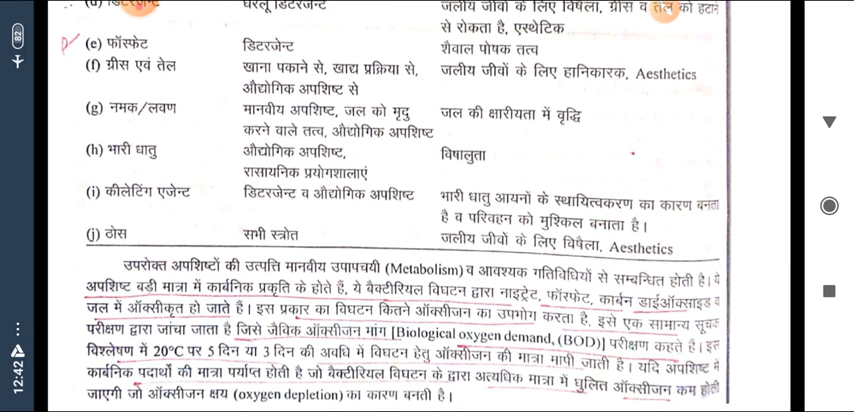 (d) डिटरजेन्ट घरेलू डिटरजेन्ट जलीय जीवों के लिए विषैला, ग्रीस व तेल को हटाने
से रोकता है, एस्थेटिक
(e) फॉस्फेट डिटरजेन्ट शैवाल पोषक तत्व
(f) ग्रीस एवं तेल खाना पकाने से, खाद्य प्रक्रिया से, जलीय जीवों के लिए हानिकारक, Aesthetics
औद्योगिक अपशिष्ट से
(g) नमक/लवण मानवीय अपशिष्ट, जल को मृदु जल की क्षारीयता में वृद्धि
करने वाले तत्व, औद्योगिक अपशिष्ट
(h) भारी धातु औद्योगिक अपशिष्ट, विषालुता
रासायनिक प्रयोगशालाएं
(i) कीलेटिंग एजेन्ट डिटरजेन्ट व औद्योगिक अपशिष्ट भारी धातु आयनों के स्थायित्वकरण का कारण बनता
है व परिवहन को मुश्किल बनाता है।
(j) ठोस सभी स्त्रोत जलीय जीवों के लिए विषैला, Aesthetics
उपरोक्त अपशिष्टों की उत्पत्ति मानवीय उपापचयी (Metabolism) व आवश्यक गतिविधियों से सम्बन्धित होती है। ये
अपशिष्ट बड़ी मात्रा में कार्बनिक प्रकृति के होते हैं, ये वैक्टीरियल विघटन द्वारा नाइट्रेट, फॉस्फेट, कार्बन डाईऑक्साइड व
जल में ऑक्सीकृत हो जाते हैं। इस प्रकार का विघटन कितने ऑक्सीजन का उपभोग करता है, इसे एक सामान्य सूचक
परीक्षण द्वारा जांचा जाता है जिसे जैविक ऑक्सीजन मांग [Biological oxygen demand, (BOD)] परीक्षण कहते हैं। इस
विश्लेषण में 20°C पर 5 दिन या 3 दिन की अवधि मे विघटन हेतु ऑक्सीजन की मात्रा मापी जाती है। यदि अपशिष्ट मे
कार्बनिक पदार्थो की मात्रा पर्याप्त होती है जो वैक्टीरियल विघटन के द्वारा अत्यधिक मात्रा में घुलित ऑक्सीजन कम होती
जाएगी जो ऑक्सीजन क्षय (oxygen depletion) का कारण बनती है।
82
12:42